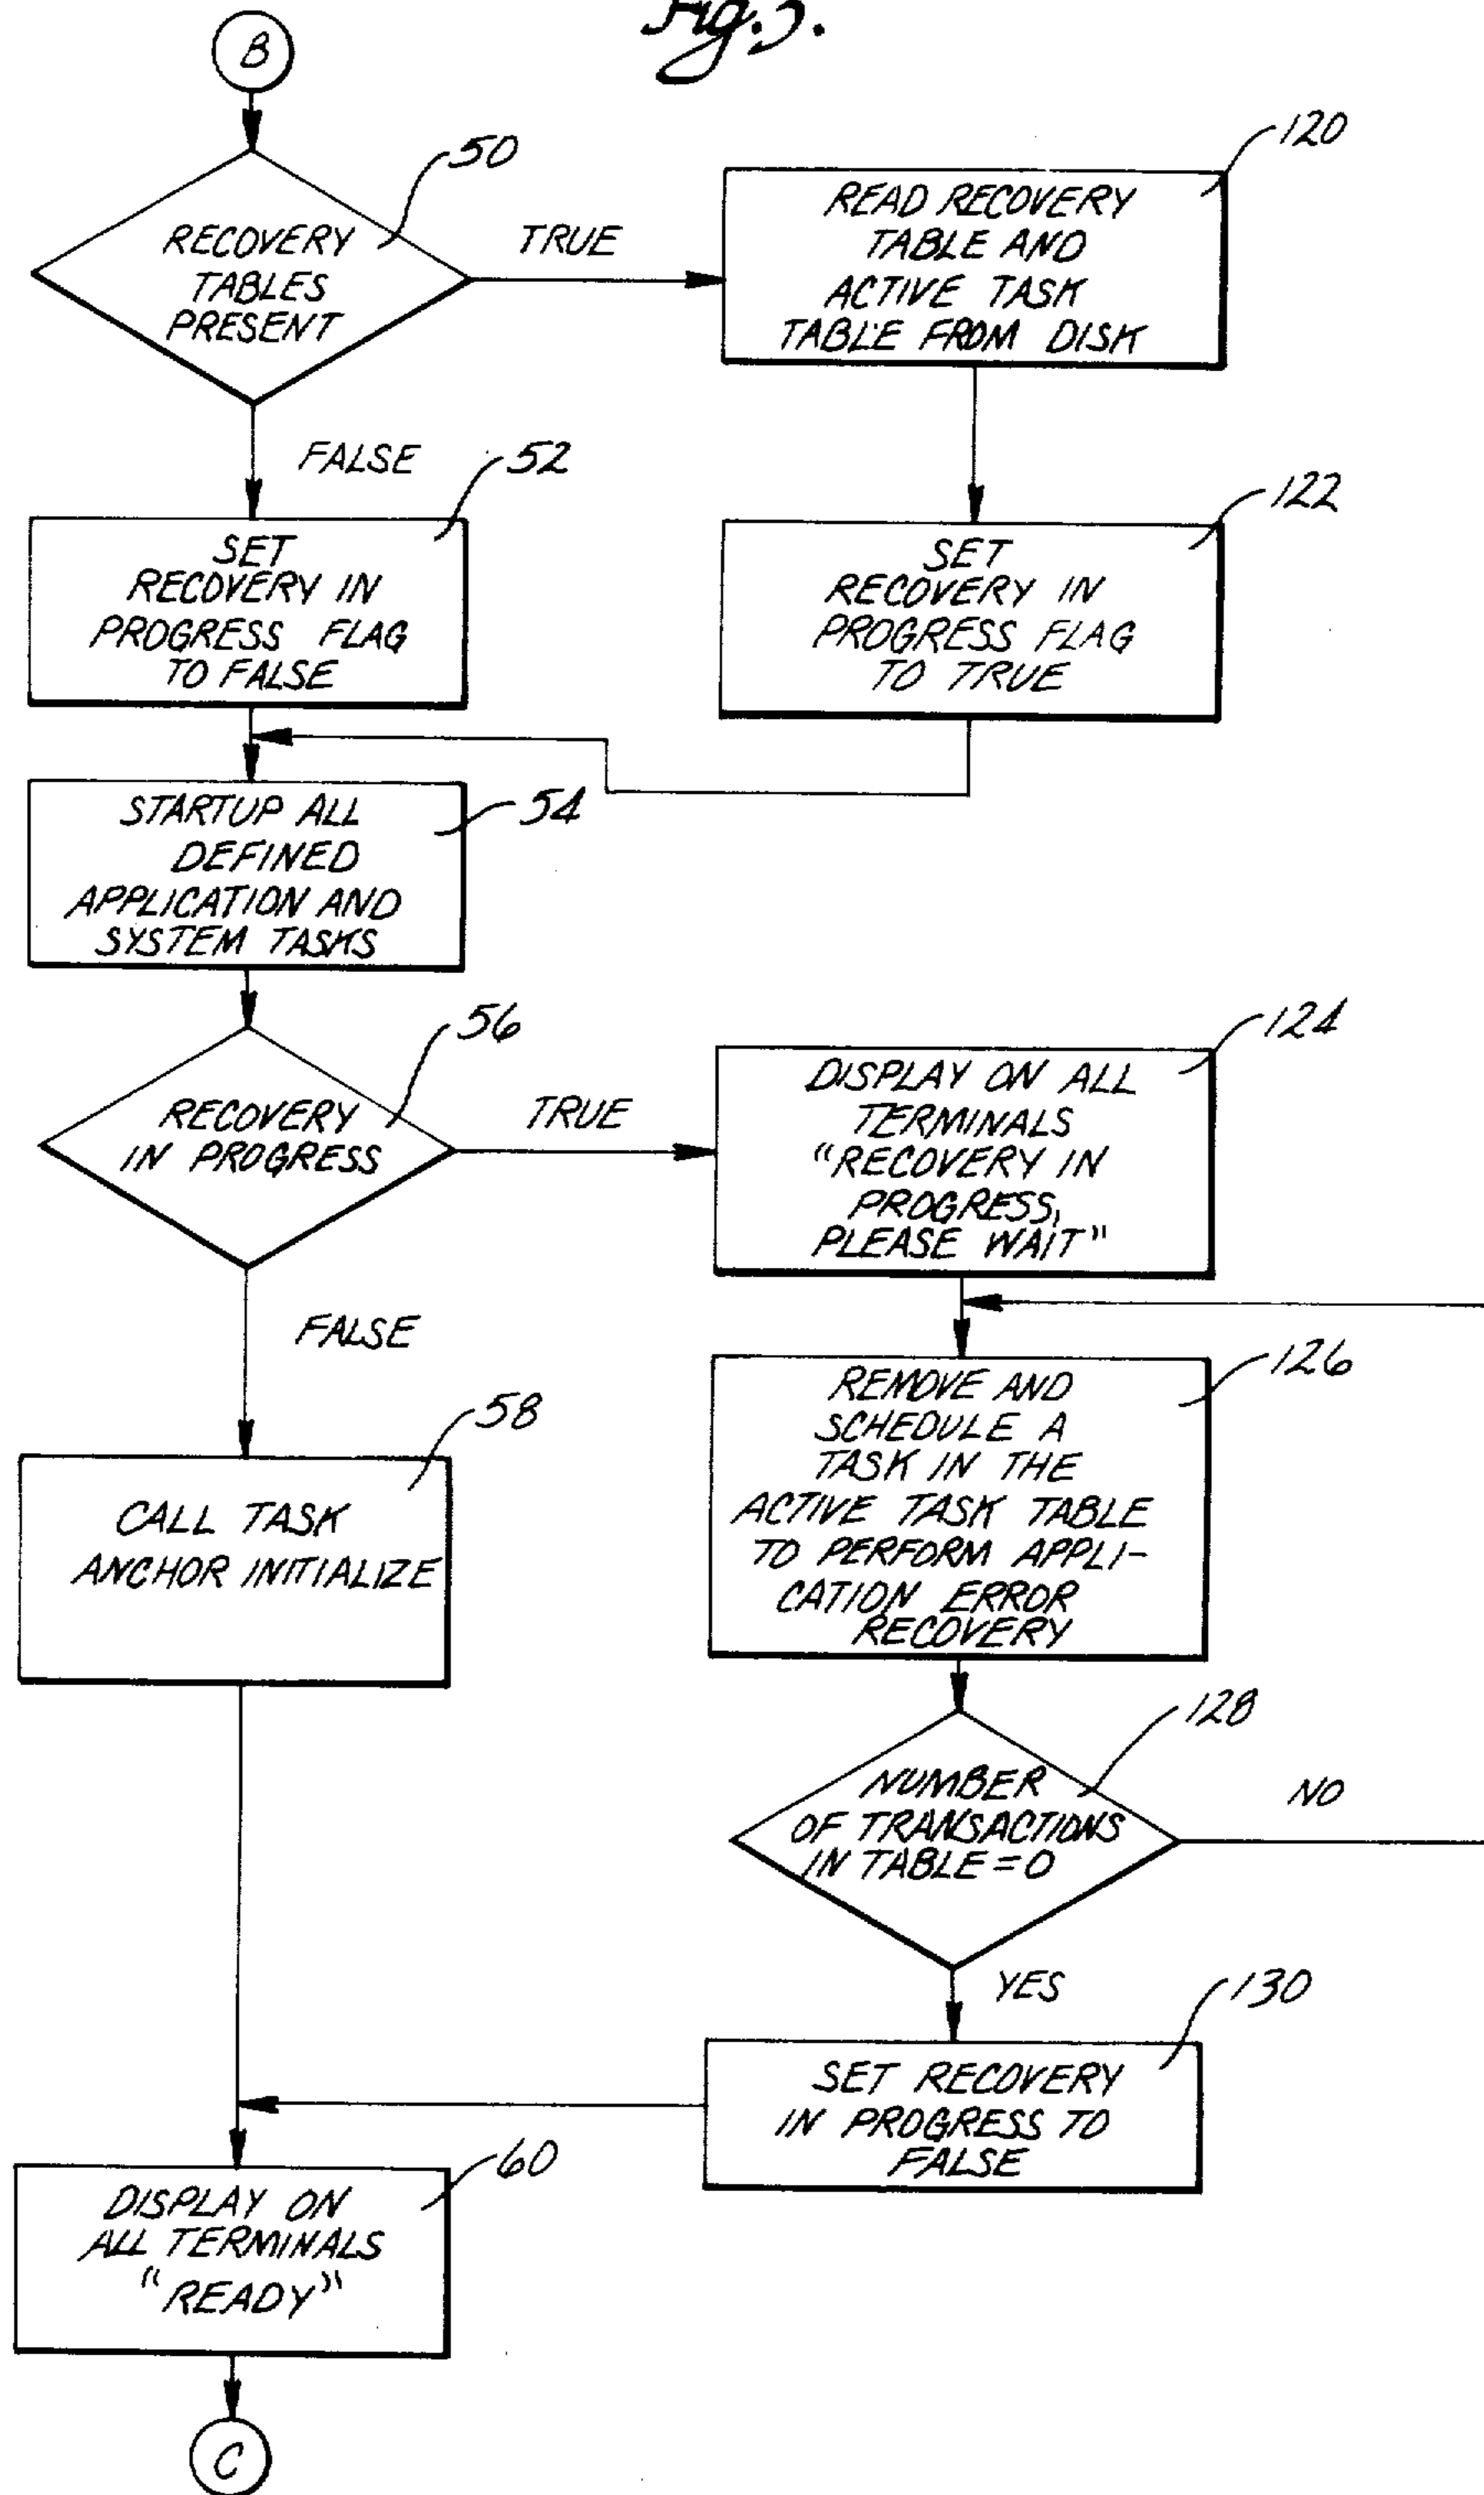 B
50
RECOVERY
TABLES
PRESENT
TRUE
120
READ RECOVERY
TABLE AND
ACTIVE TASK
TABLE FROM DISK
FALSE
52
SET
RECOVERY IN
PROGRESS FLAG
TO FALSE
122
SET
RECOVERY IN
PROGRESS FLAG
TO TRUE
54
STARTUP ALL
DEFINED
APPLICATION AND
SYSTEM TASKS
56
RECOVERY
IN PROGRESS
TRUE
124
DISPLAY ON ALL
TERMINALS
"RECOVERY IN
PROGRESS,
PLEASE WAIT"
FALSE
58
CALL TASK
ANCHOR INITIALIZE
126
REMOVE AND
SCHEDULE A
TASK IN THE
ACTIVE TASK TABLE
TO PERFORM APPLI-
CATION ERROR
RECOVERY
128
NUMBER
OF TRANSACTIONS
IN TABLE = 0
NO
YES
130
SET RECOVERY
IN PROGRESS TO
FALSE
60
DISPLAY ON
ALL TERMINALS
"READY"
C